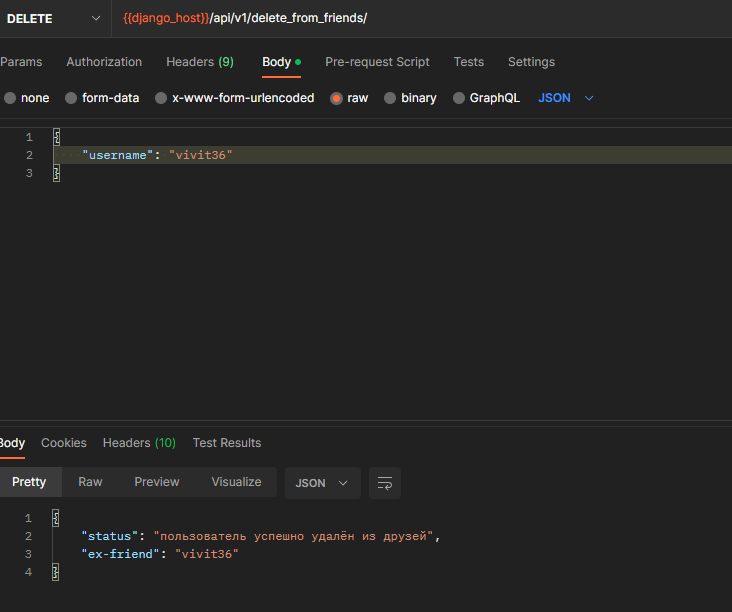 DELETE {{django_host}}/api/v1/delete_from_friends/
Params Authorization Headers (9) Body Pre-request Script Tests Settings
none form-data x-www-form-urlencoded raw binary GraphQL JSON
1 {
2 "username": "vivit36"
3 }
Body Cookies Headers (10) Test Results
Pretty Raw Preview Visualize JSON
1 {
2 "status": "пользователь успешно удалён из друзей",
3 "ex-friend": "vivit36"
4 }